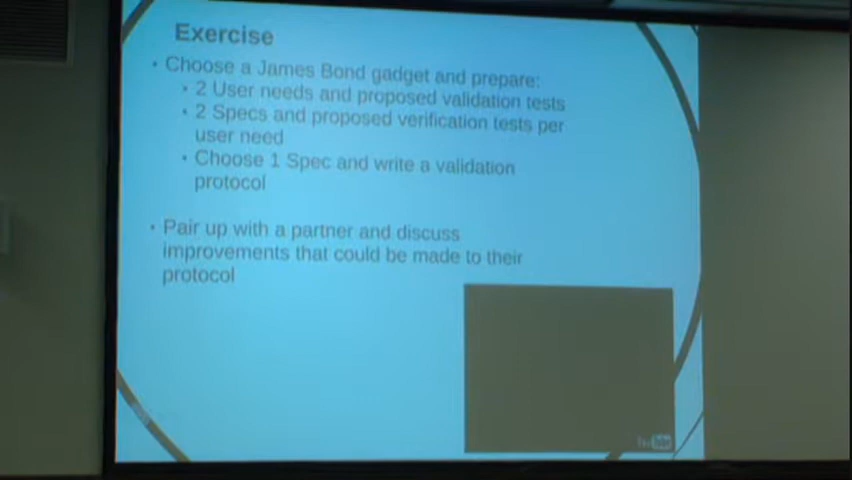 Exercise
• Choose a James Bond gadget and prepare:
• 2 User needs and proposed validation tests
• 2 Specs and proposed verification tests per
user need
• Choose 1 Spec and write a validation
protocol
• Pair up with a partner and discuss
improvements that could be made to their
protocol